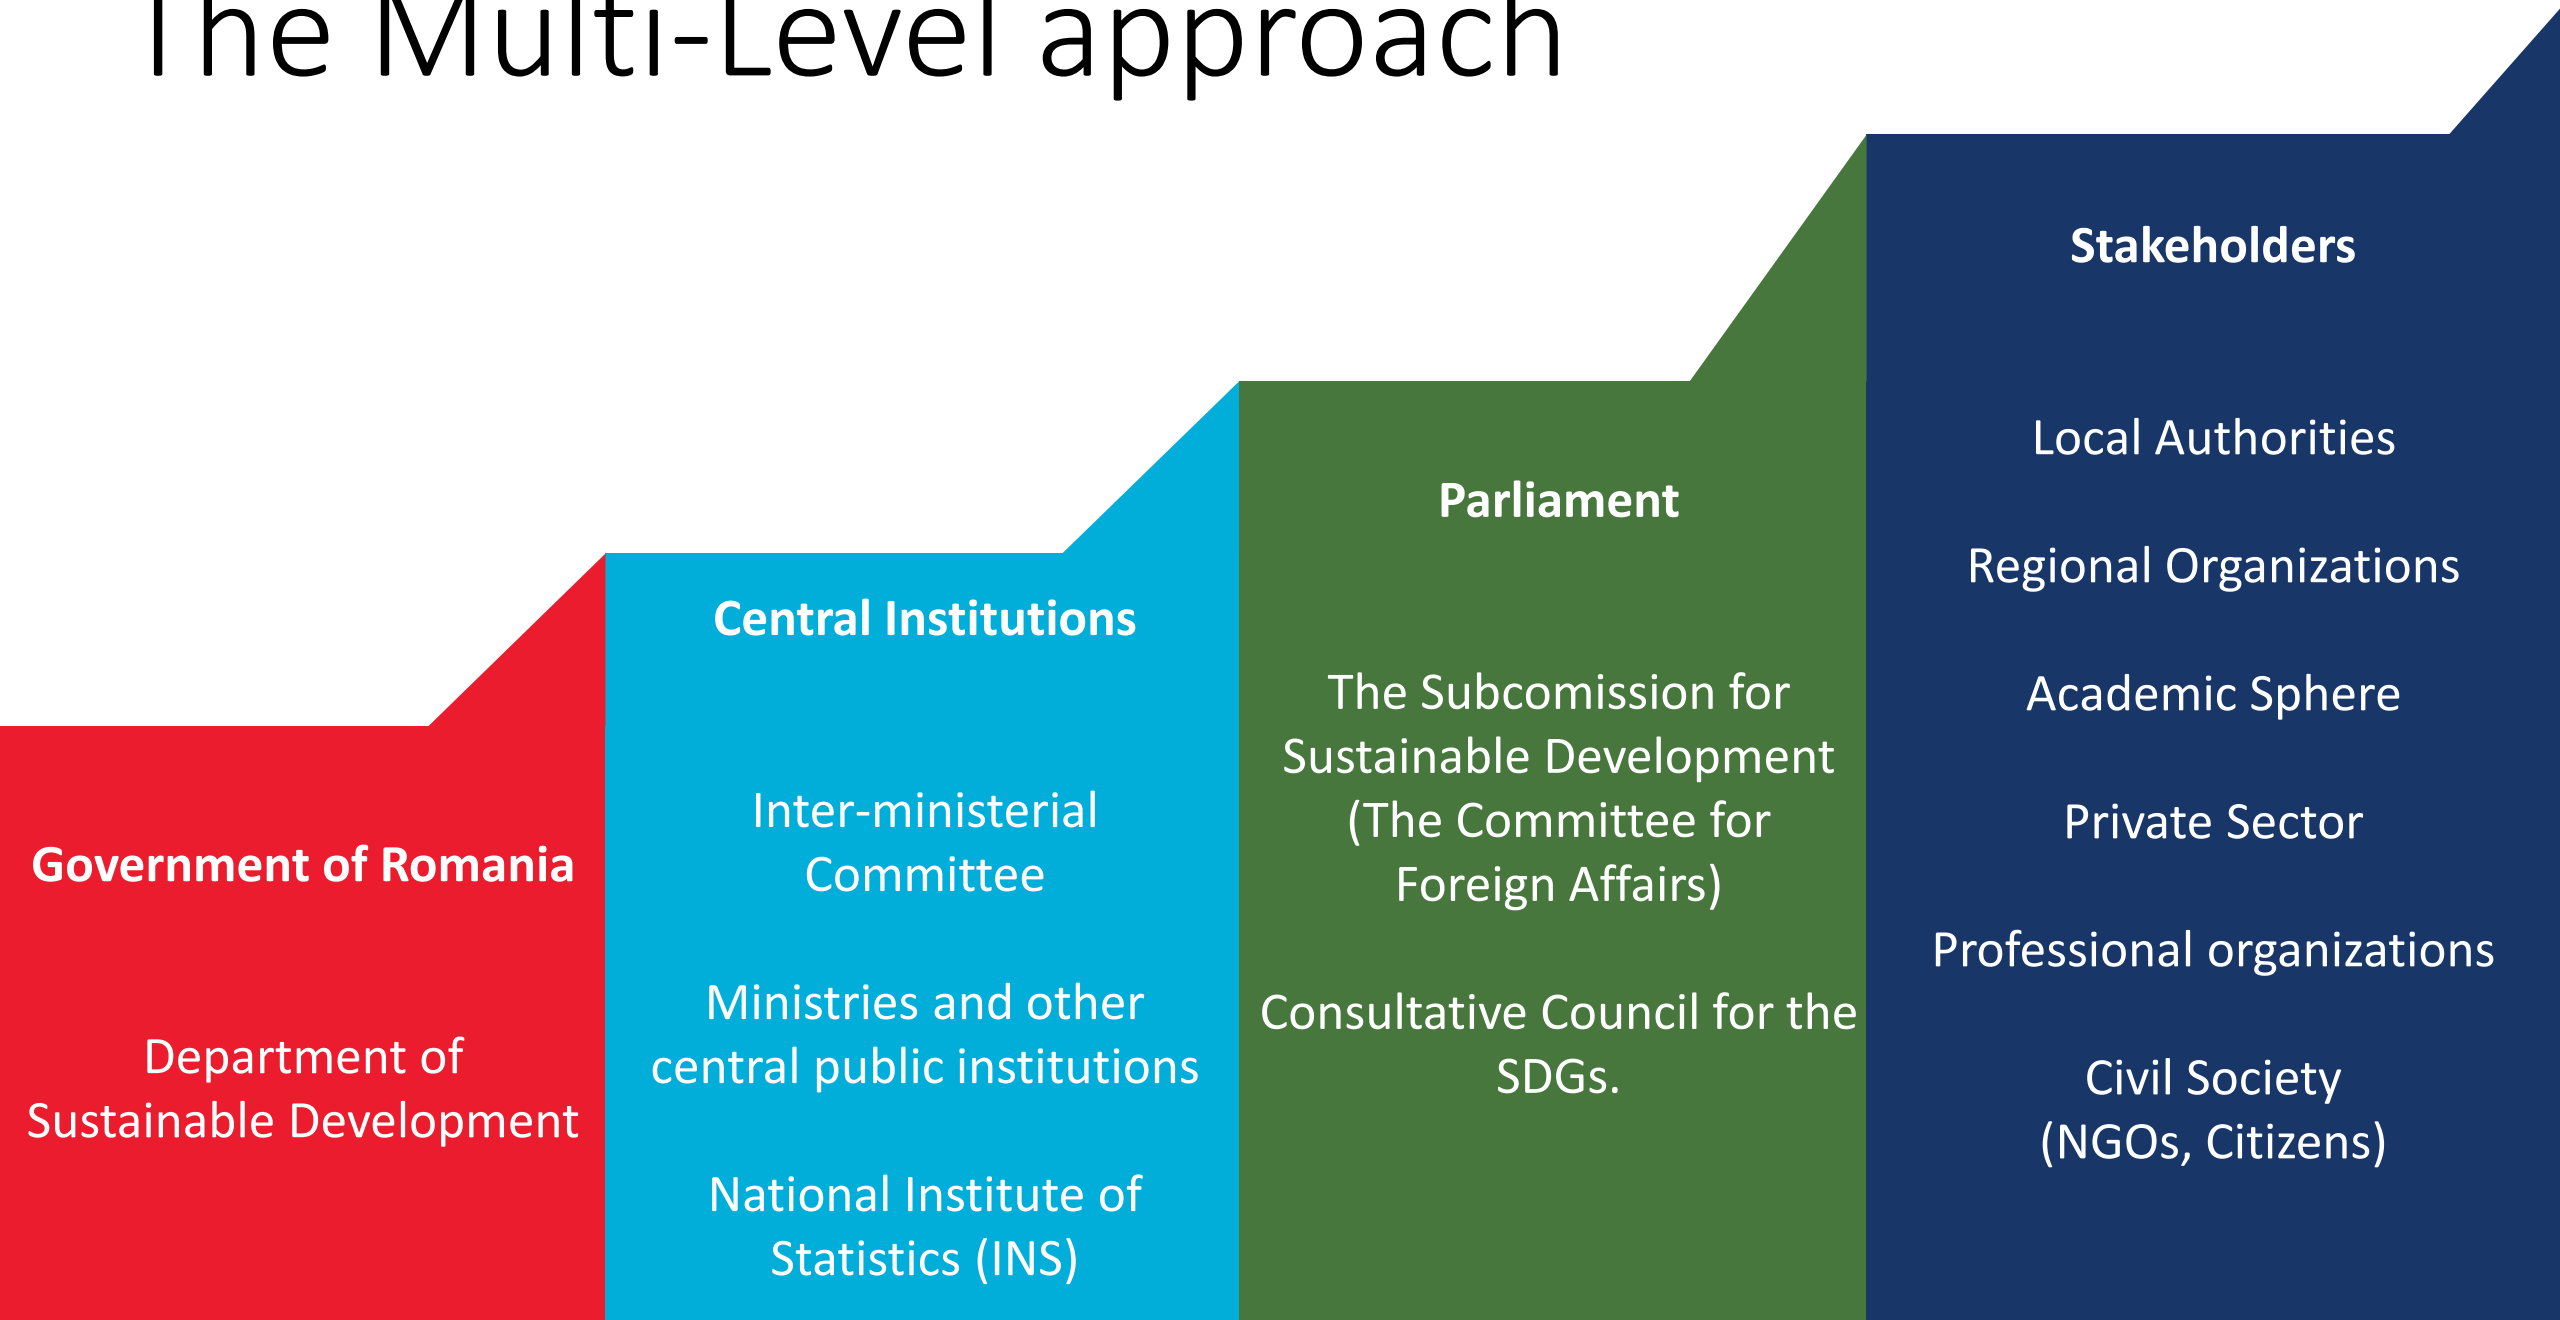 The Multi-Level approach
Government of Romania
Department of
Sustainable Development
Central Institutions
Inter-ministerial
Committee
Ministries and other
central public institutions
National Institute of
Statistics (INS)
Parliament
The Subcomission for
Sustainable Development
(The Committee for
Foreign Affairs)
Consultative Council for the
SDGs.
Stakeholders
Local Authorities
Regional Organizations
Academic Sphere
Private Sector
Professional organizations
Civil Society
(NGOs, Citizens)